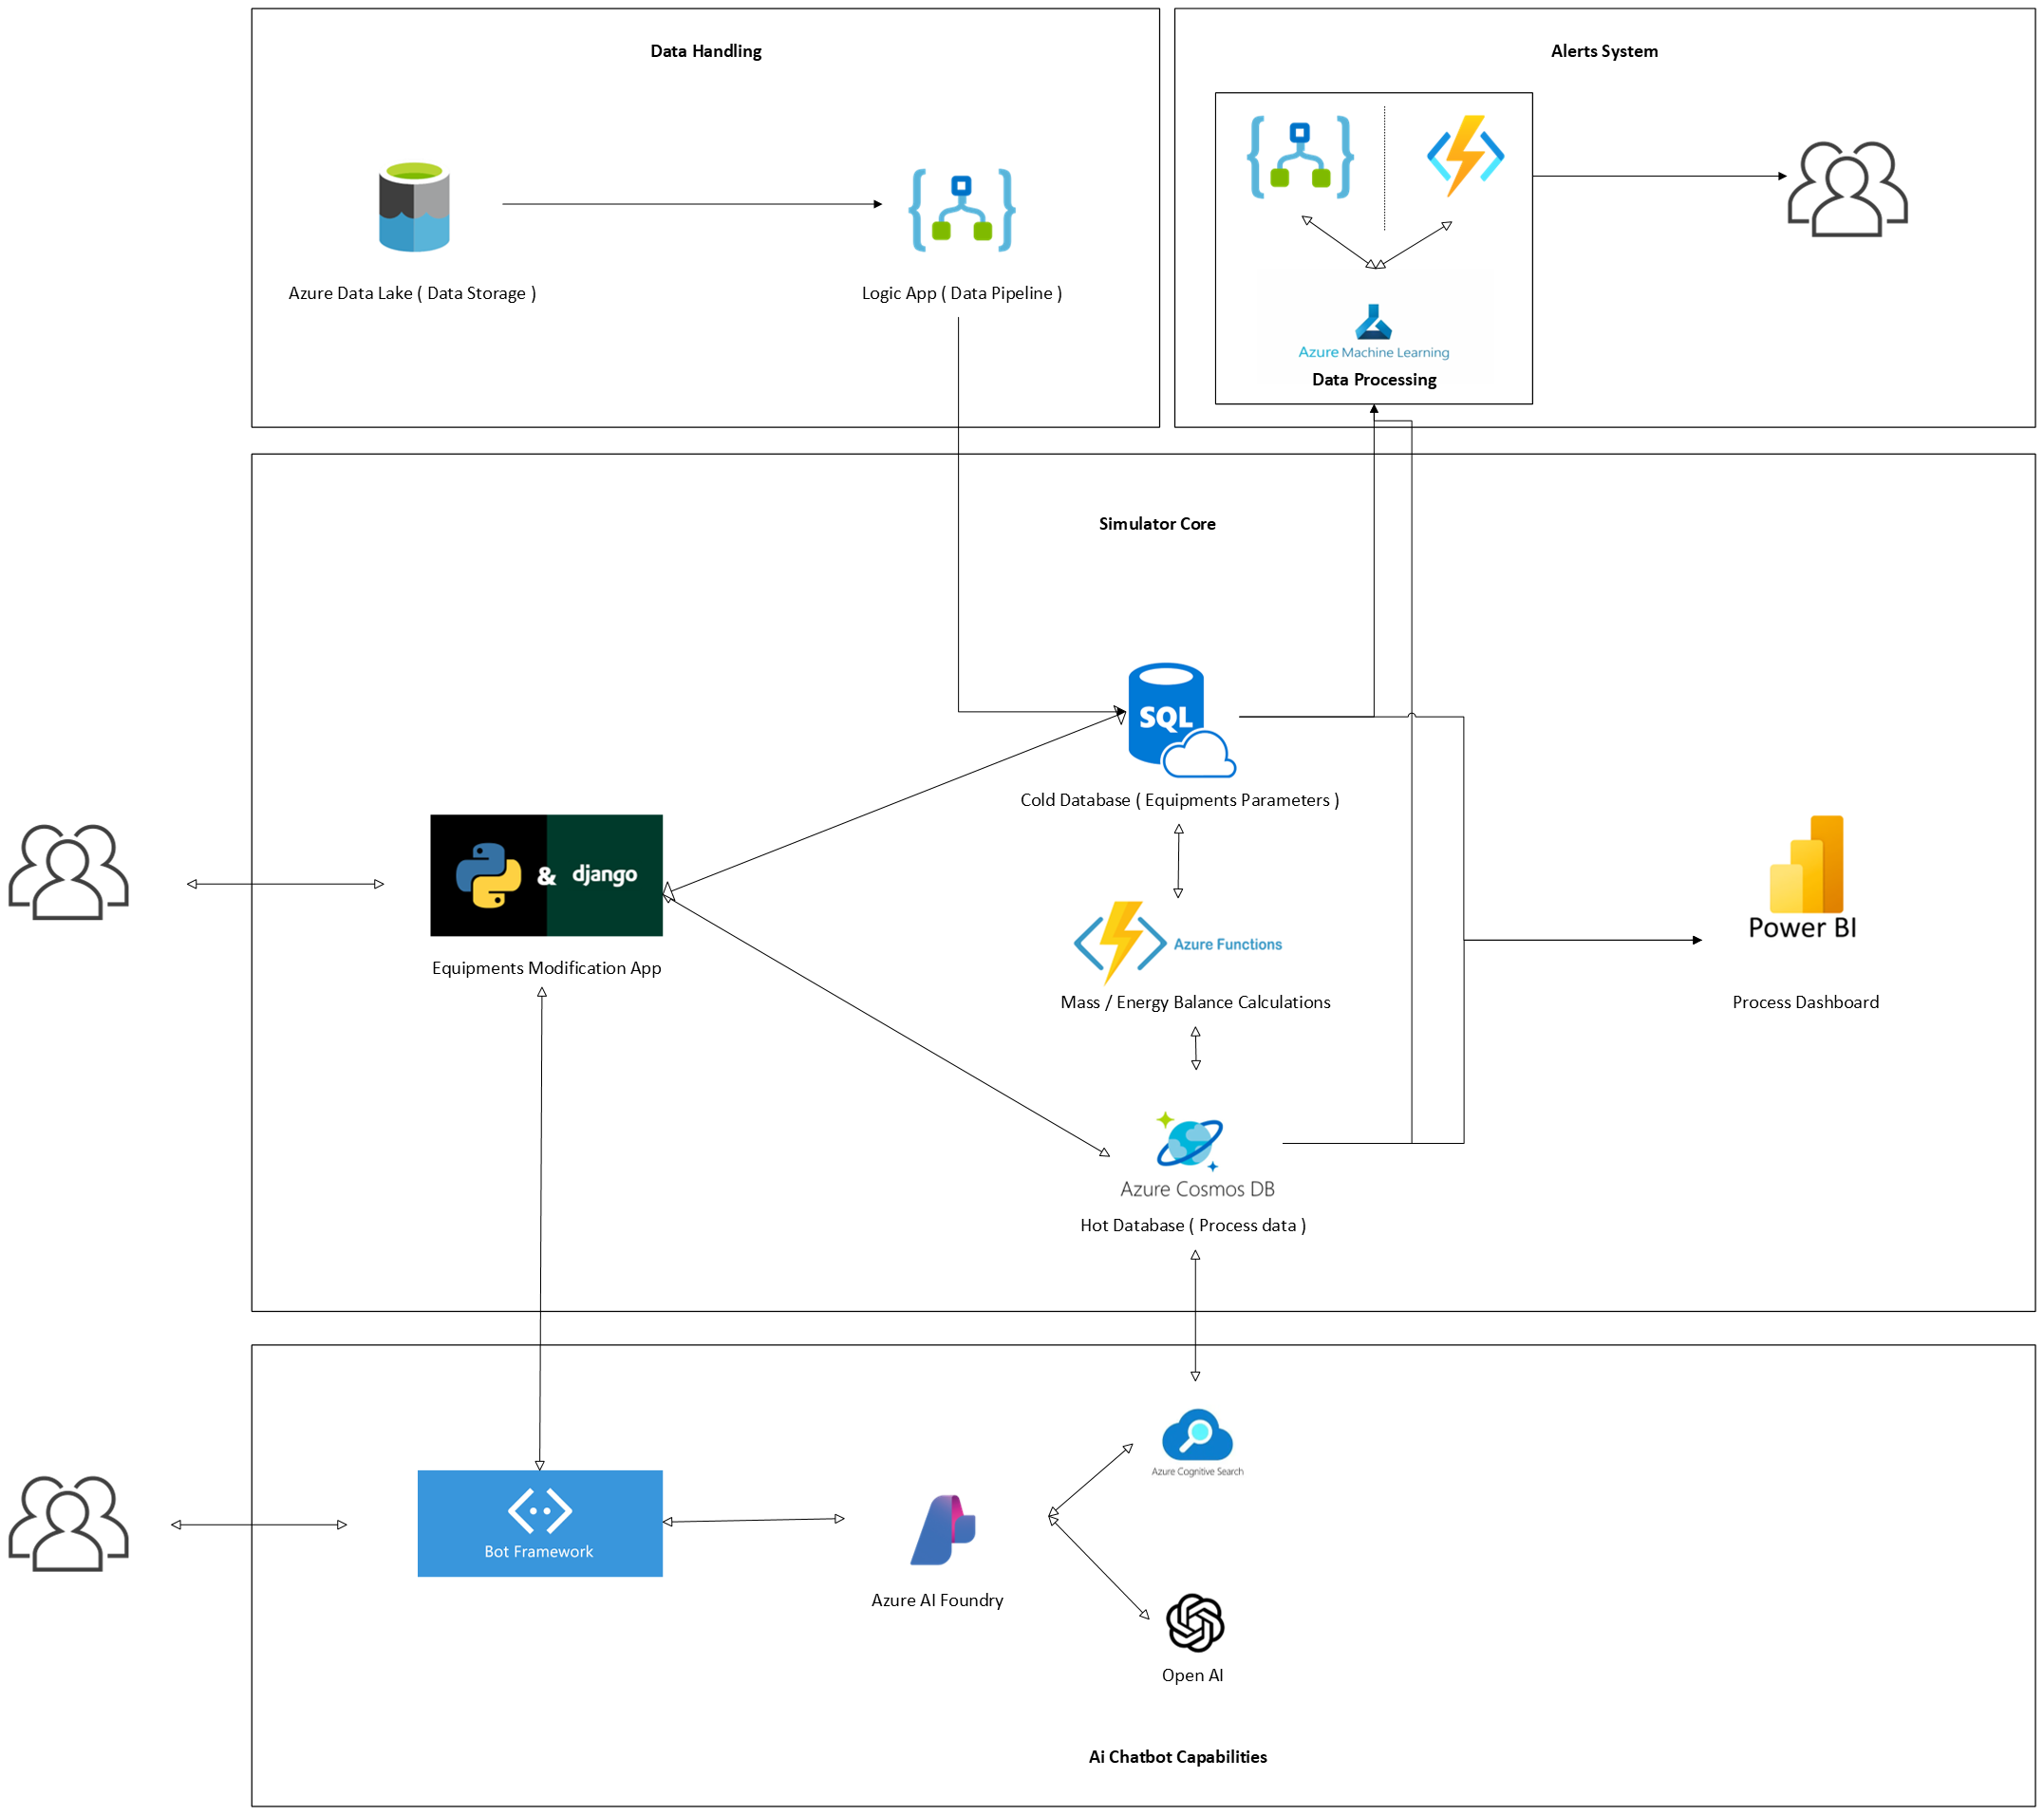 Data Handling
Alerts System
Azure Data Lake ( Data Storage )
Logic App ( Data Pipeline )
Azure Machine Learning
Data Processing
Simulator Core
SQL
Cold Database ( Equipments Parameters )
& django
Equipments Modification App
Azure Functions
Mass / Energy Balance Calculations
Power BI
Process Dashboard
Azure Cosmos DB
Hot Database ( Process data )
Azure Cognitive Search
Bot Framework
Azure AI Foundry
Open AI
Ai Chatbot Capabilities